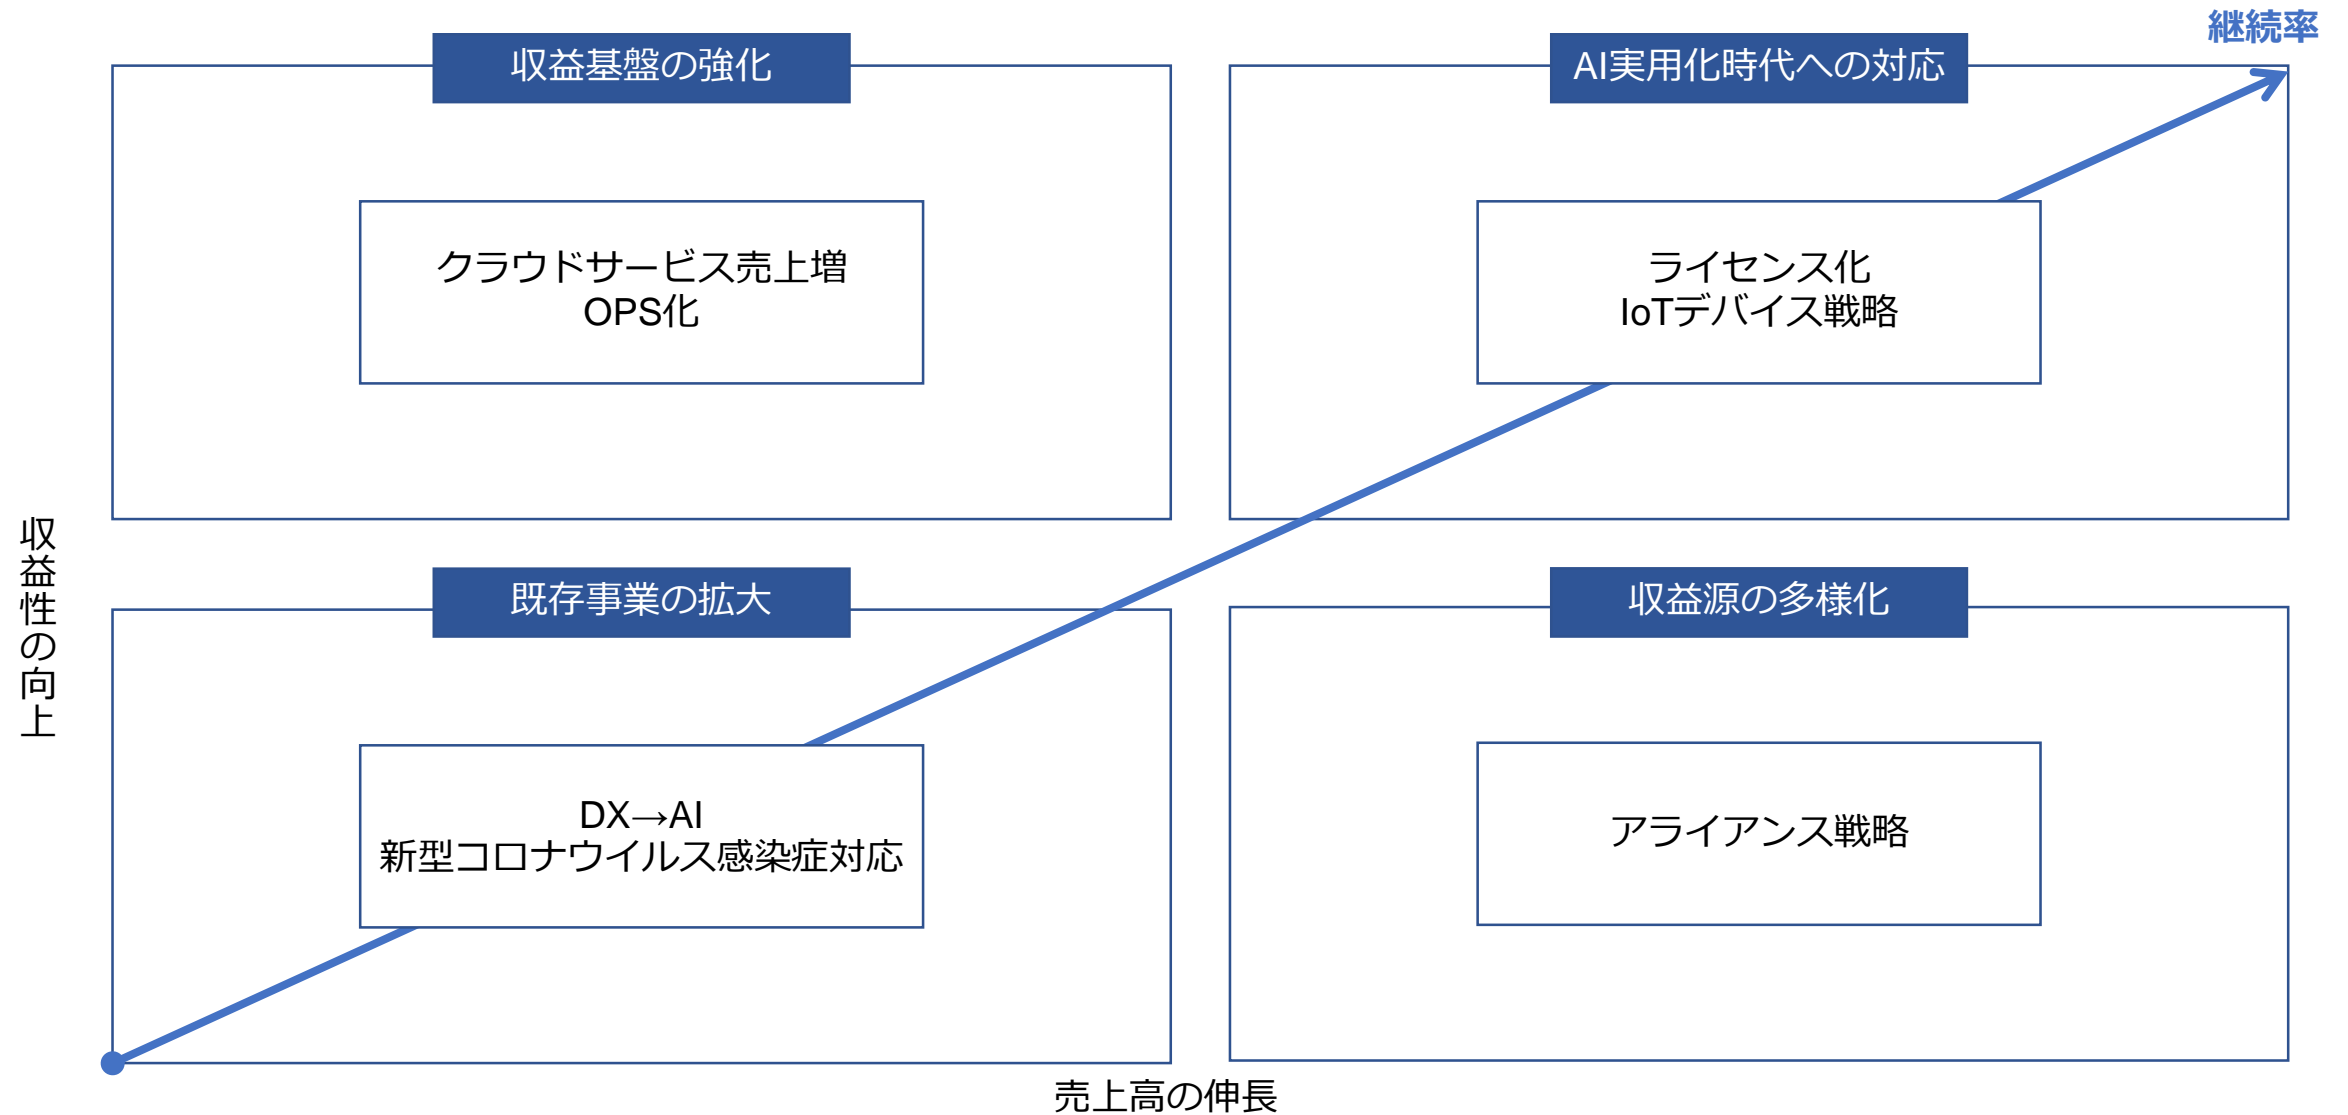 継続率
収益基盤の強化
クラウドサービス売上増
OPS化
AI実用化時代への対応
ライセンス化
IoTデバイス戦略
収益性の向上
既存事業の拡大
DX→AI
新型コロナウイルス感染症対応
収益源の多様化
アライアンス戦略
売上高の伸長